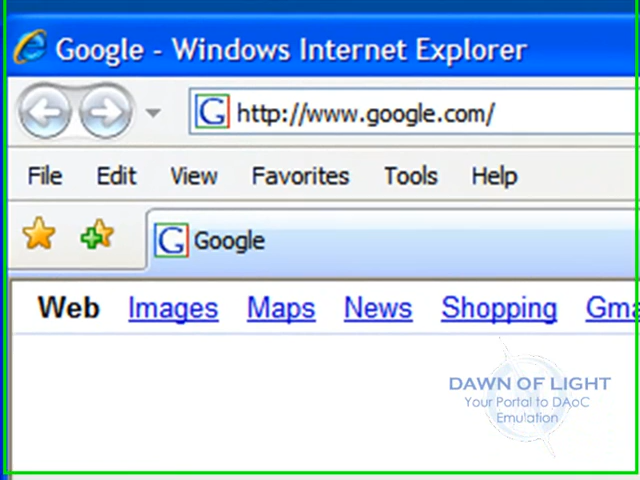 Google - Windows Internet Explorer
http://www.google.com/
File Edit View Favorites Tools Help
Google
Web Images Maps News Shopping Gma
DAWN OF LIGHT
Your Portal to DAoC
Emulation